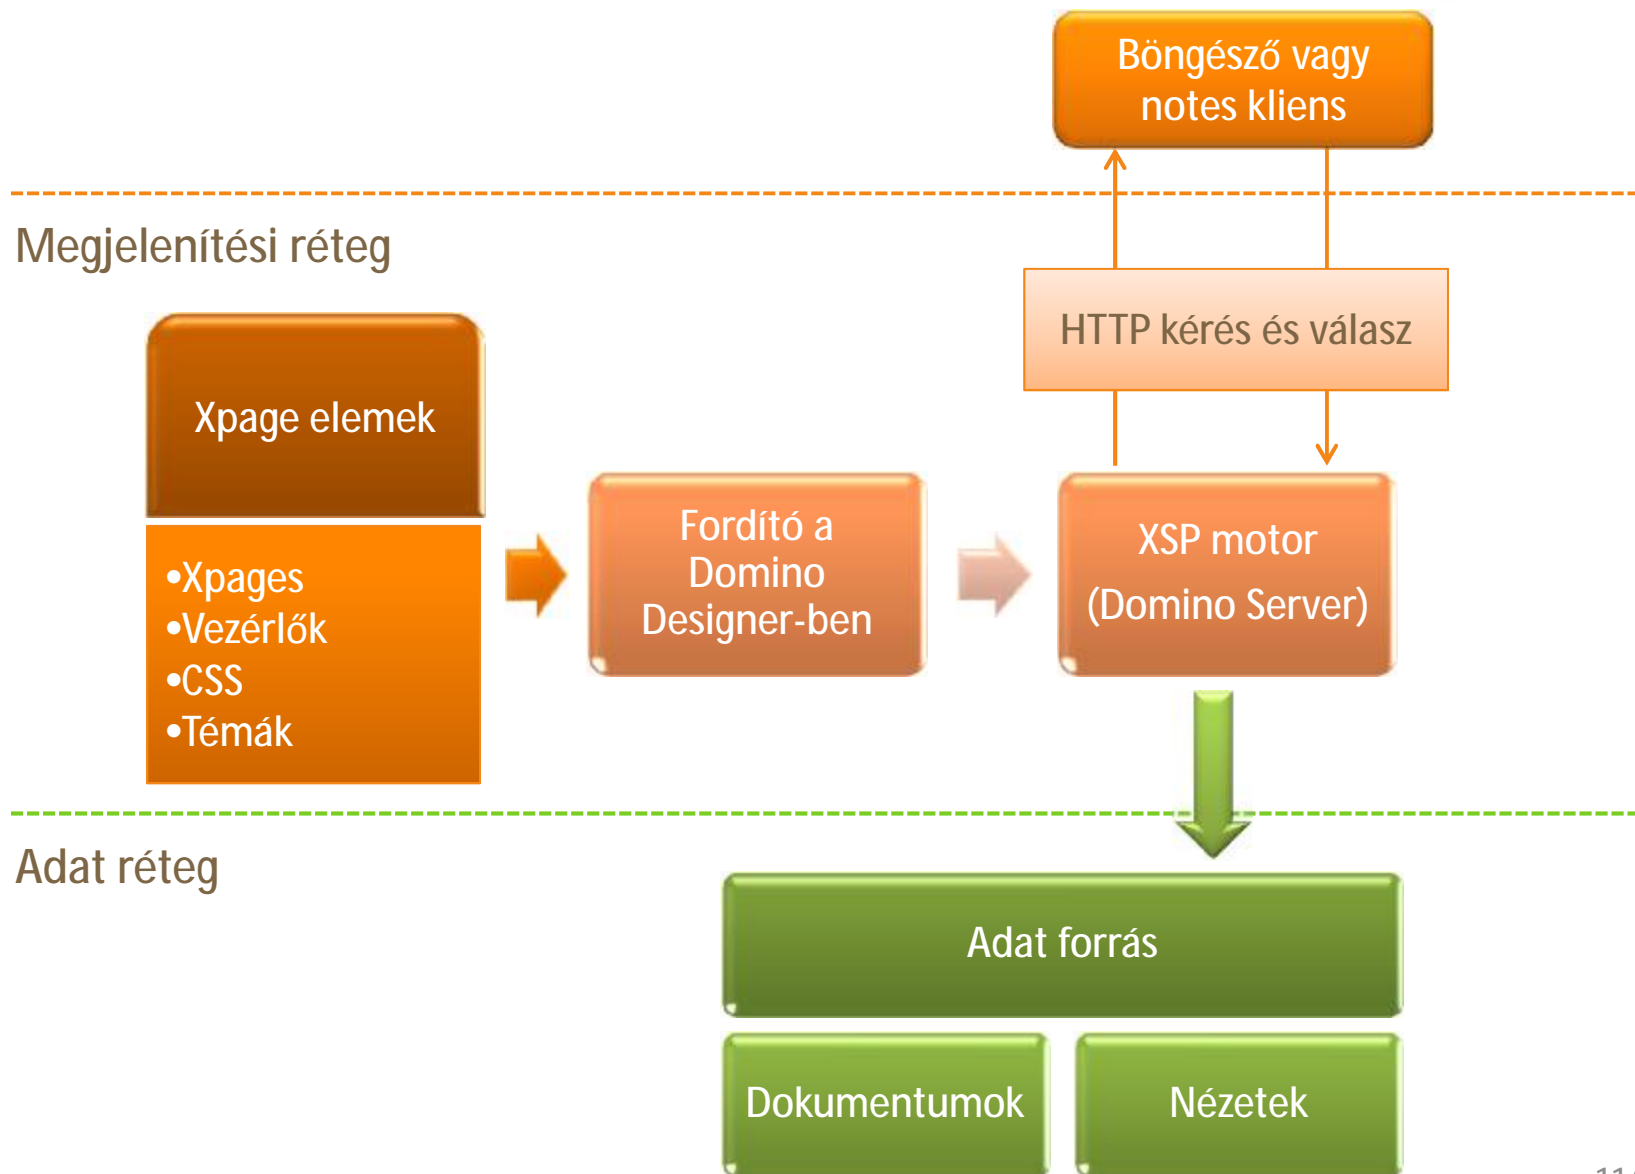 Böngésző vagy
notes kliens
Megjelenítési réteg
HTTP kérés és válasz
Xpage elemek
•Xpages
•Vezérlők
•CSS
•Témák
Fordító a
Domino
Designer-ben
XSP motor
(Domino Server)
Adat réteg
Adat forrás
Dokumentumok
Nézetek